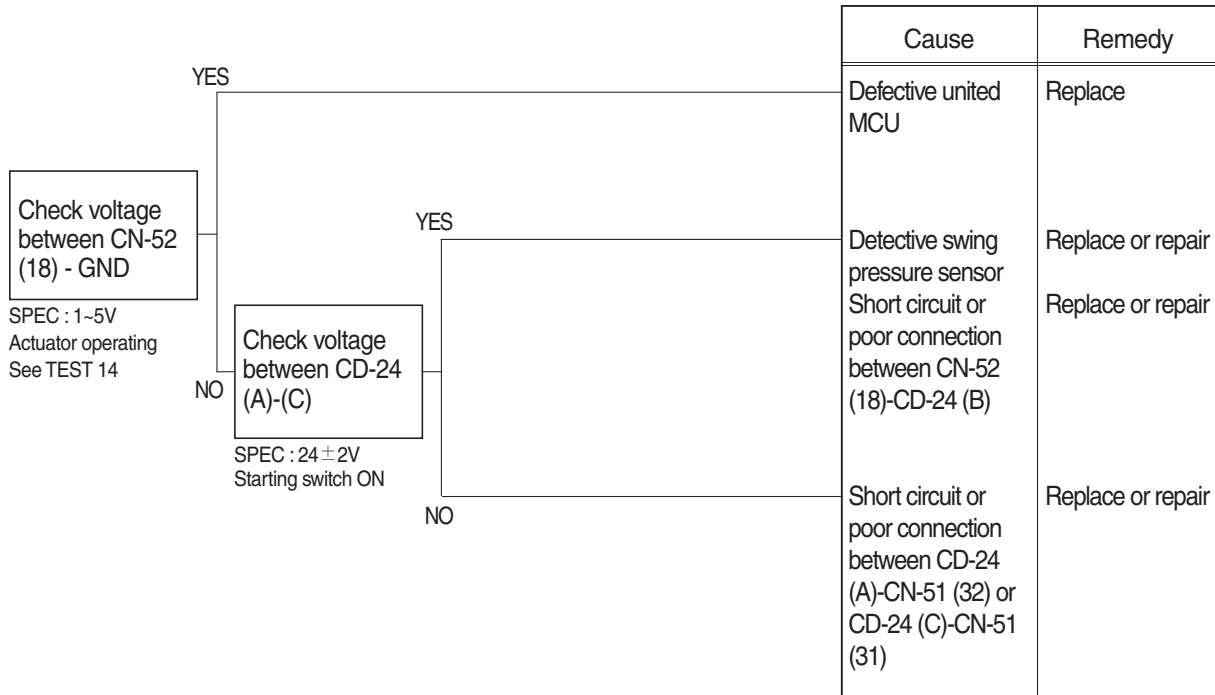 Cause
Remedy
YES
Defective united
MCU
Replace
Check voltage
between CN-52
(18) - GND
SPEC : 1~5V
Actuator operating
See TEST 14
YES
Detective swing
pressure sensor
Replace or repair
Short circuit or
poor connection
between CN-52
(18)-CD-24 (B)
Replace or repair
NO
Check voltage
between CD-24
(A)-(C)
SPEC : 24±2V
Starting switch ON
NO
Short circuit or
poor connection
between CD-24
(A)-CN-51 (32) or
CD-24 (C)-CN-51
(31)
Replace or repair